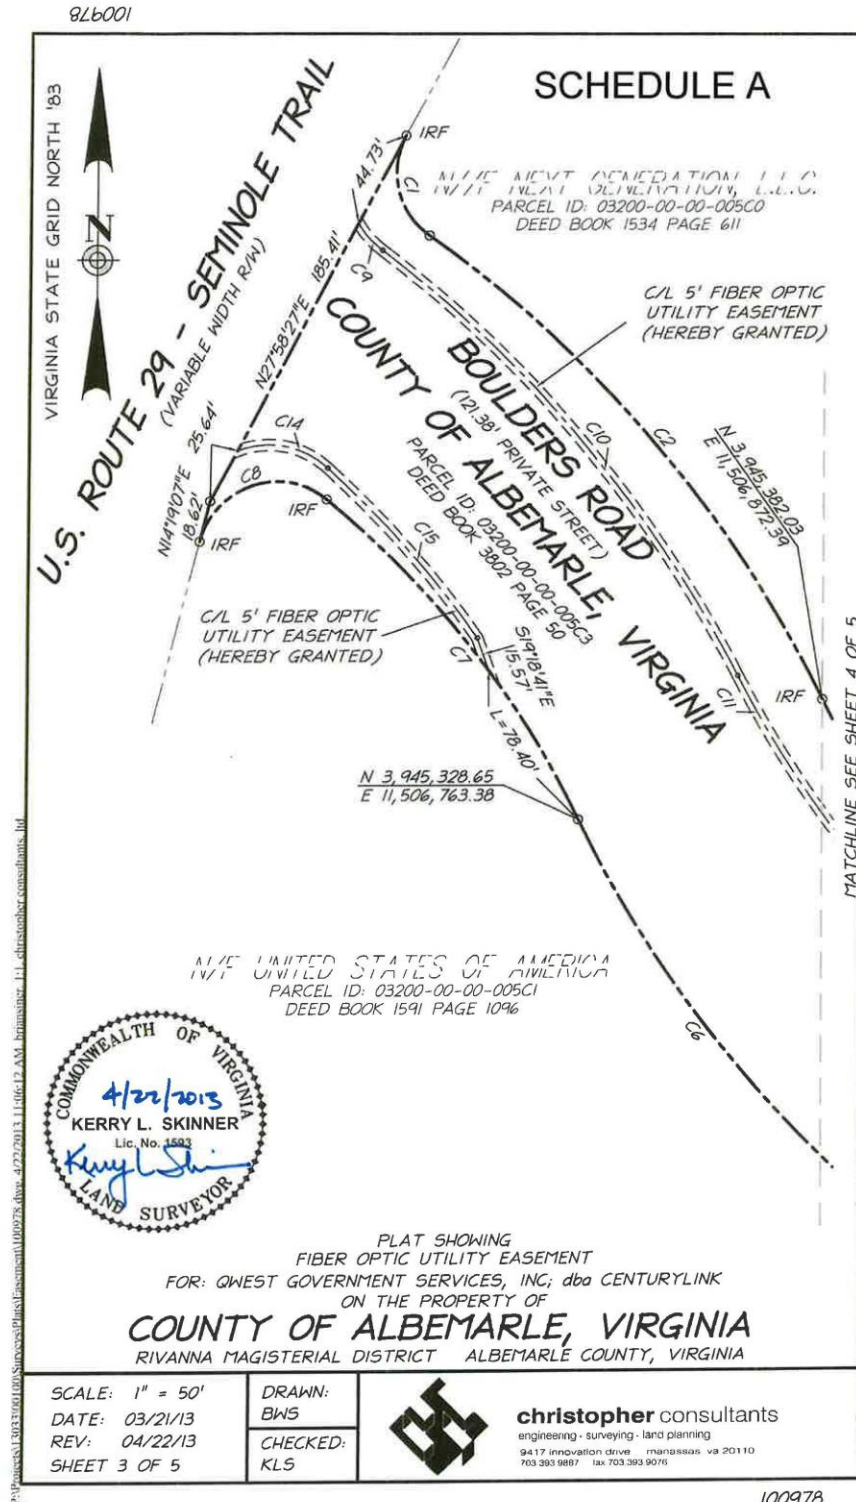 100978
SCHEDULE A
VIRGINIA STATE GRID NORTH '83
N
U.S. ROUTE 29 - SEMINOLE TRAIL
(VARIABLE WIDTH R/W)
IRF
44.73'
C1
N/F NEXT GENERATION, L.L.C.
PARCEL ID: 03200-00-00-005C0
DEED BOOK 1534 PAGE 611
C9
N27°58'27"E 185.41'
C/L 5' FIBER OPTIC
UTILITY EASEMENT
(HEREBY GRANTED)
BOULDERS ROAD
(121.38' PRIVATE STREET)
COUNTY OF ALBEMARLE, VIRGINIA
PARCEL ID: 03200-00-00-005C3
DEED BOOK 3802 PAGE 50
C10
C2
N 3,945,382.03
E 11,506,872.39
25.64'
C14
C8
N14°19'07"E
18.62'
IRF
IRF
C15
C/L 5' FIBER OPTIC
UTILITY EASEMENT
(HEREBY GRANTED)
C7
S19°18'41"E
115.57'
L=78.40'
C11
IRF
MATCHLINE SEE SHEET 4 OF 5
N 3,945,328.65
E 11,506,763.38
N/F UNITED STATES OF AMERICA
PARCEL ID: 03200-00-00-005C1
DEED BOOK 1591 PAGE 1096
C6
COMMONWEALTH OF VIRGINIA
4/22/2013
KERRY L. SKINNER
Lic. No. 1593
LAND SURVEYOR
PLAT SHOWING
FIBER OPTIC UTILITY EASEMENT
FOR: QWEST GOVERNMENT SERVICES, INC; dba CENTURYLINK
ON THE PROPERTY OF
COUNTY OF ALBEMARLE, VIRGINIA
RIVANNA MAGISTERIAL DISTRICT ALBEMARLE COUNTY, VIRGINIA
SCALE: 1" = 50'
DATE: 03/21/13
REV: 04/22/13
SHEET 3 OF 5
DRAWN:
BWS
CHECKED:
KLS
christopher consultants
engineering - surveying - land planning
9417 innovation drive manassas va 20110
703 393 9887 fax 703.393 9076
100978